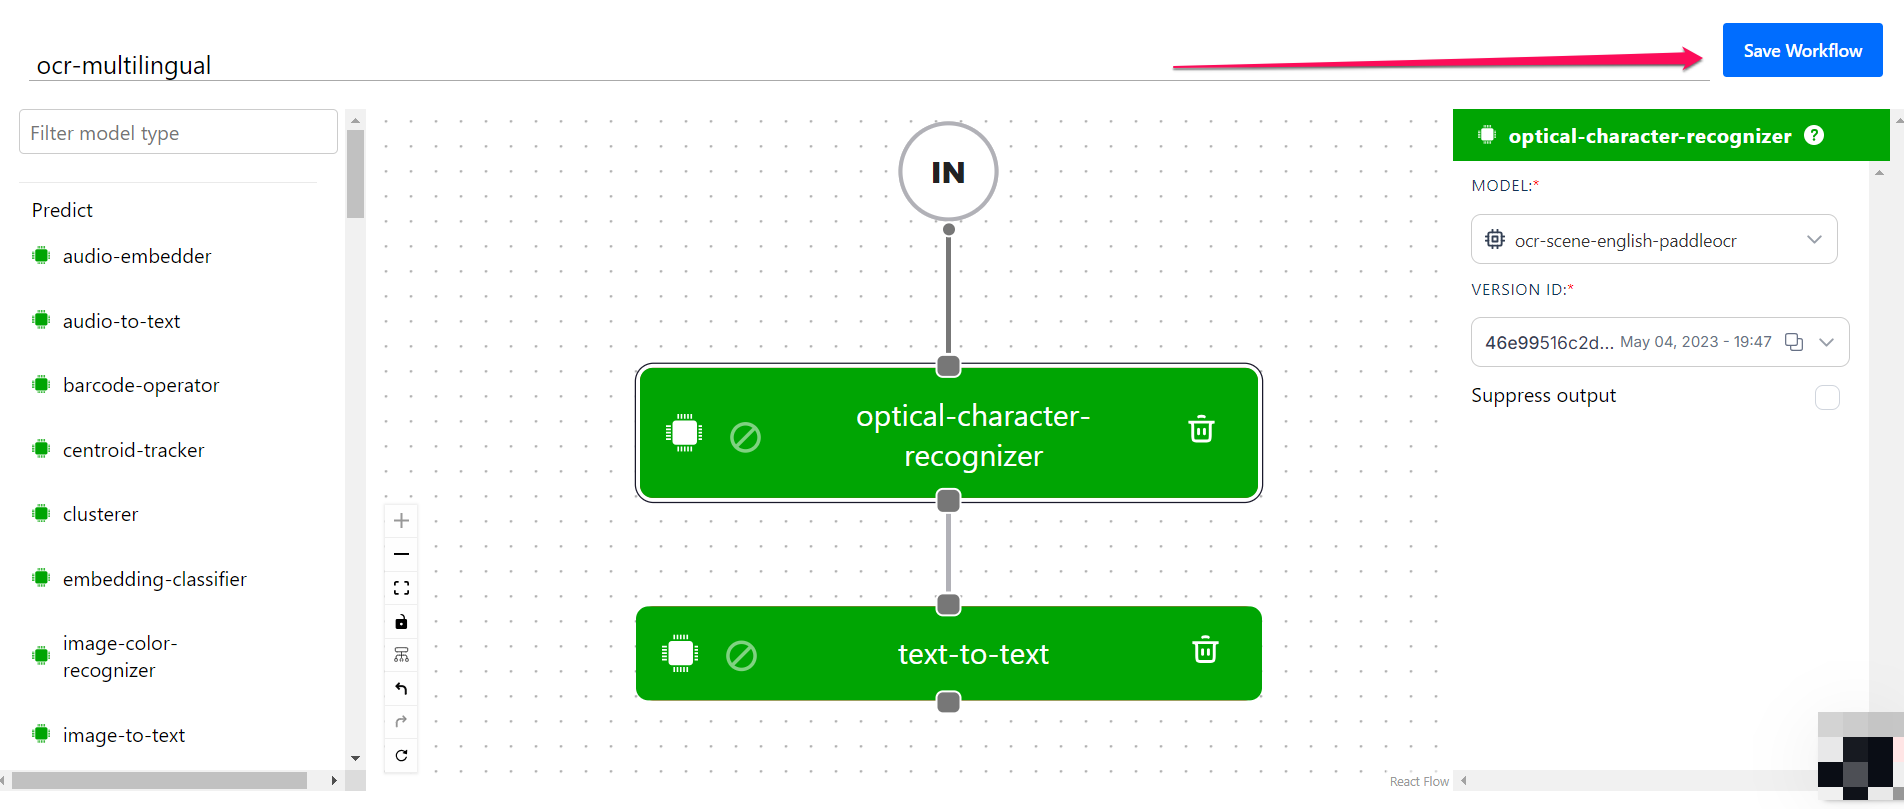 ocr-multilingual
Save Workflow
Filter model type
Predict
audio-embedder
audio-to-text
barcode-operator
centroid-tracker
clusterer
embedding-classifier
image-color-
recognizer
image-to-text
IN
optical-character-
recognizer
text-to-text
React Flow
optical-character-recognizer ?
MODEL:*
ocr-scene-english-paddleocr
VERSION ID:*
46e99516c2d... May 04, 2023 - 19:47
Suppress output